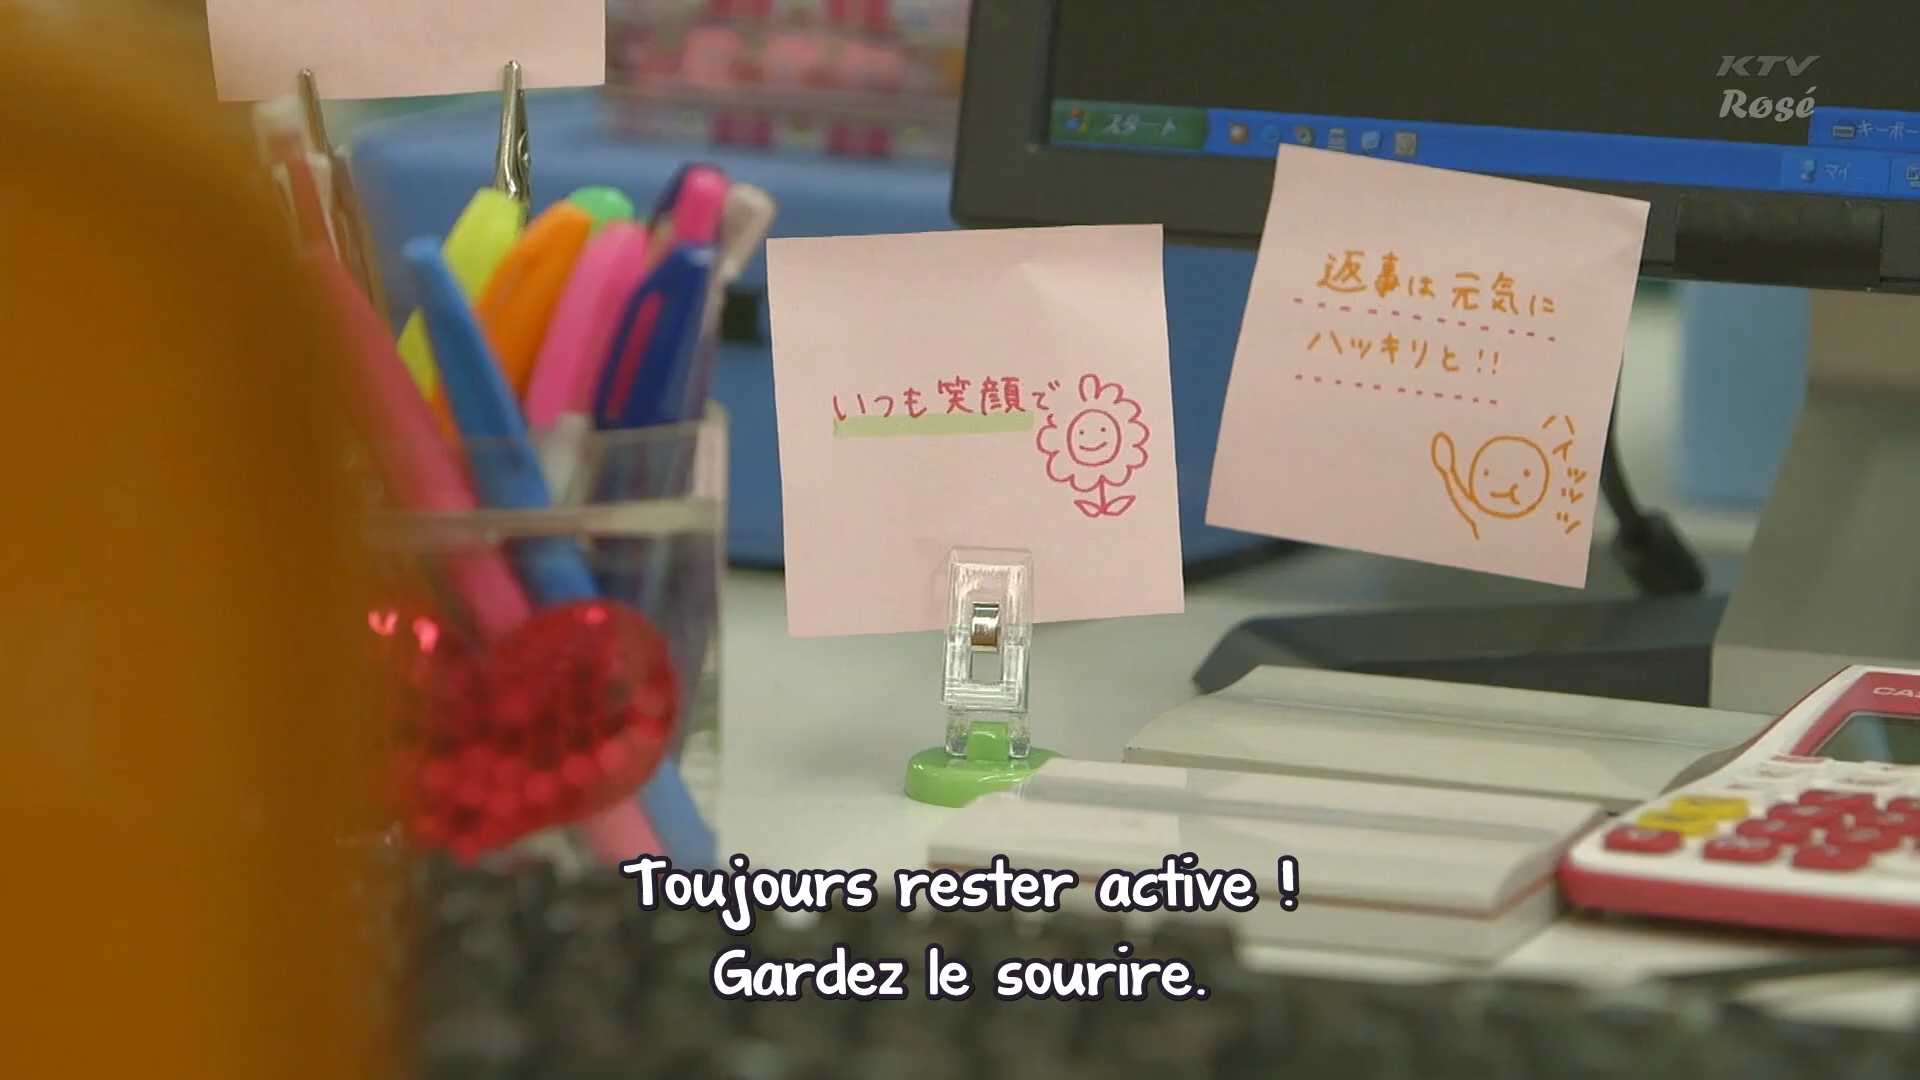 KTV
Rosé
スタート
キーボー
マイ
返事は元気に
ハッキリと!!
ハイッッッ
いつも笑顔で
CAS
Toujours rester active !
Gardez le sourire.